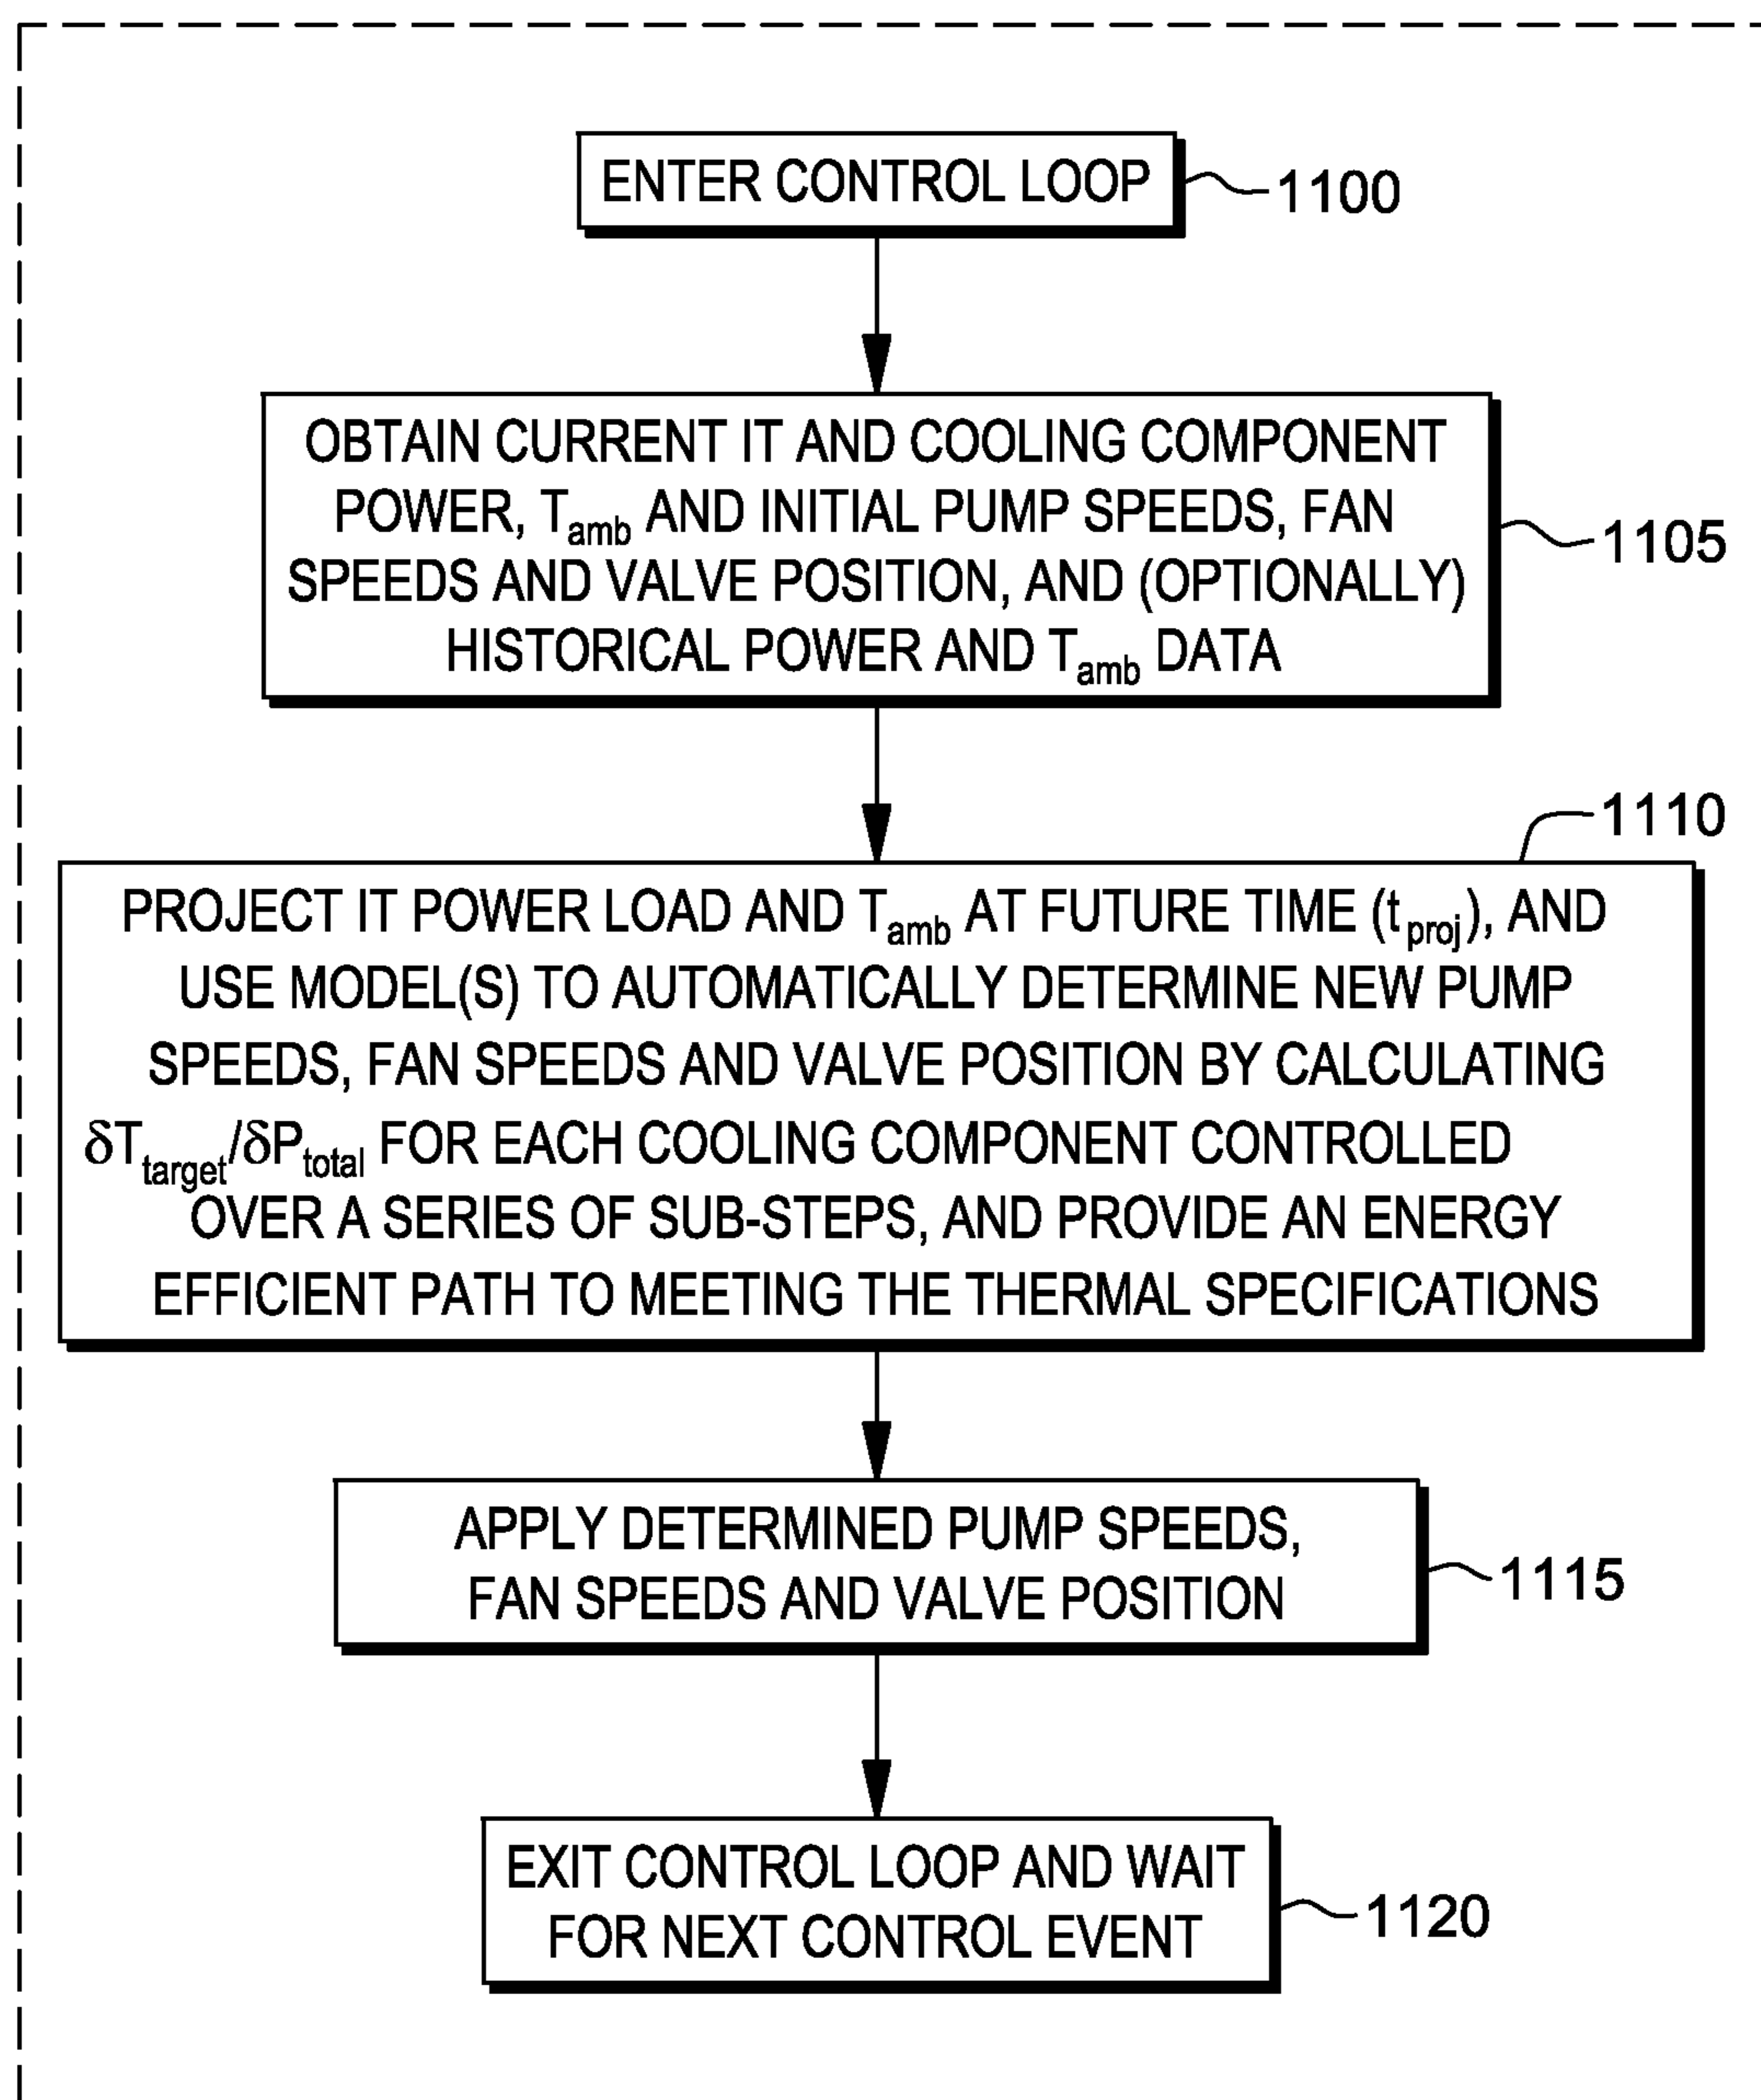 ENTER CONTROL LOOP
1100
OBTAIN CURRENT IT AND COOLING COMPONENT
POWER, Tamb AND INITIAL PUMP SPEEDS, FAN
SPEEDS AND VALVE POSITION, AND (OPTIONALLY)
HISTORICAL POWER AND Tamb DATA
1105
1110
PROJECT IT POWER LOAD AND Tamb AT FUTURE TIME (tproj), AND
USE MODEL(S) TO AUTOMATICALLY DETERMINE NEW PUMP
SPEEDS, FAN SPEEDS AND VALVE POSITION BY CALCULATING
δTtarget/δPtotal FOR EACH COOLING COMPONENT CONTROLLED
OVER A SERIES OF SUB-STEPS, AND PROVIDE AN ENERGY
EFFICIENT PATH TO MEETING THE THERMAL SPECIFICATIONS
APPLY DETERMINED PUMP SPEEDS,
FAN SPEEDS AND VALVE POSITION
1115
EXIT CONTROL LOOP AND WAIT
FOR NEXT CONTROL EVENT
1120